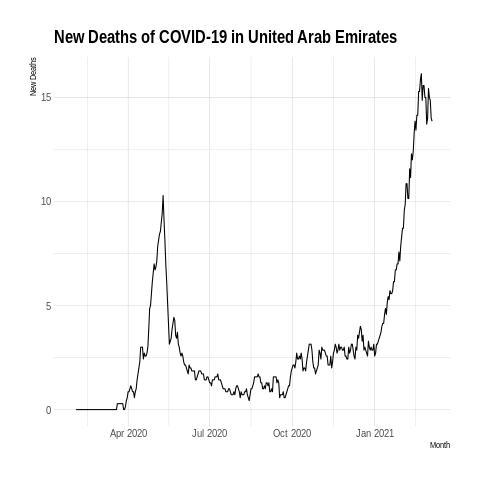 New Deaths of COVID-19 in United Arab Emirates
New Deaths
15
10
5
0
Apr 2020 Jul 2020 Oct 2020 Jan 2021
Month